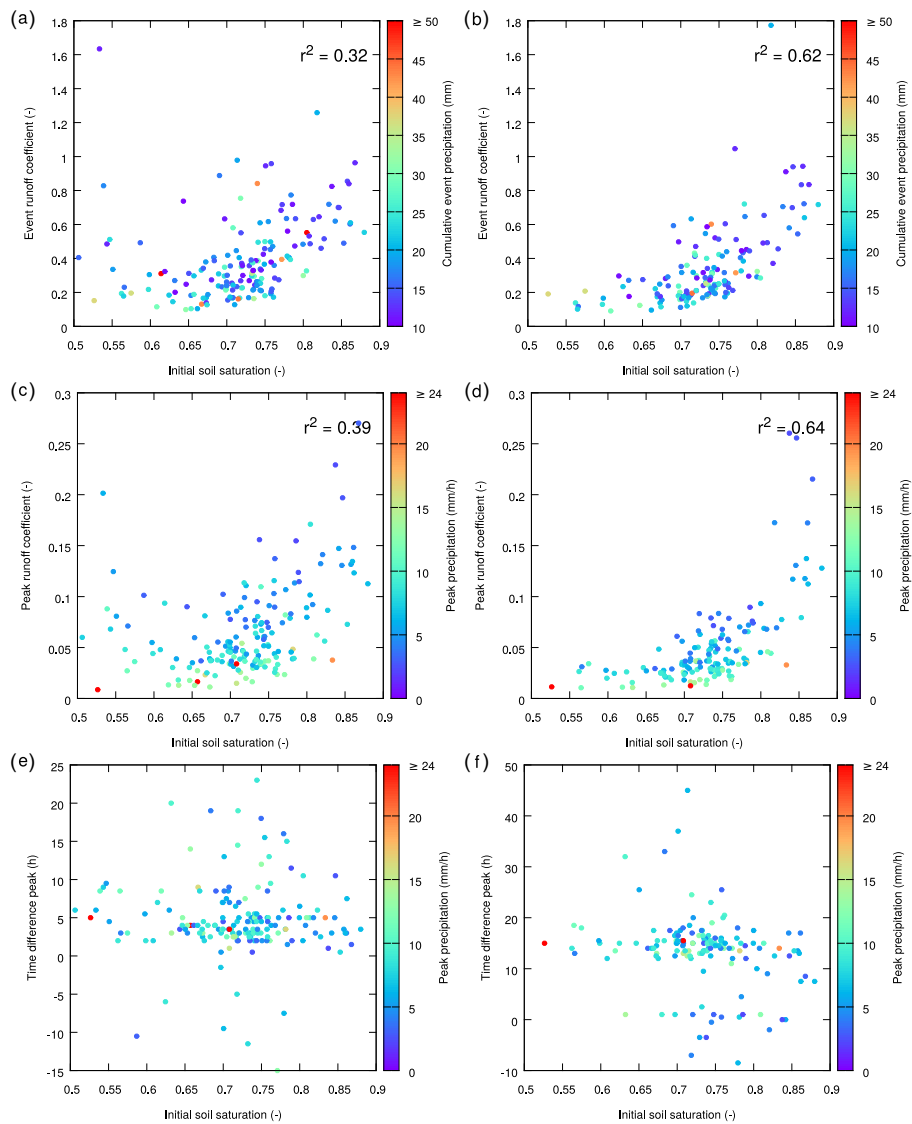 (a)
r² = 0.32
Event runoff coefficient (-)
1.8
1.6
1.4
1.2
1
0.8
0.6
0.4
0.2
0
0.5 0.55 0.6 0.65 0.7 0.75 0.8 0.85 0.9
Initial soil saturation (-)
≥ 50
45
40
35
30
25
20
15
10
Cumulative event precipitation (mm)
(b)
r² = 0.62
Event runoff coefficient (-)
1.8
1.6
1.4
1.2
1
0.8
0.6
0.4
0.2
0
0.5 0.55 0.6 0.65 0.7 0.75 0.8 0.85 0.9
Initial soil saturation (-)
≥ 50
45
40
35
30
25
20
15
10
Cumulative event precipitation (mm)
(c)
r² = 0.39
Peak runoff coefficient (-)
0.3
0.25
0.2
0.15
0.1
0.05
0
0.5 0.55 0.6 0.65 0.7 0.75 0.8 0.85 0.9
Initial soil saturation (-)
≥ 24
20
15
10
5
0
Peak precipitation (mm/h)
(d)
r² = 0.64
Peak runoff coefficient (-)
0.3
0.25
0.2
0.15
0.1
0.05
0
0.5 0.55 0.6 0.65 0.7 0.75 0.8 0.85 0.9
Initial soil saturation (-)
≥ 24
20
15
10
5
0
Peak precipitation (mm/h)
(e)
Time difference peak (h)
25
20
15
10
5
0
-5
-10
-15
0.5 0.55 0.6 0.65 0.7 0.75 0.8 0.85 0.9
Initial soil saturation (-)
≥ 24
20
15
10
5
0
Peak precipitation (mm/h)
(f)
Time difference peak (h)
50
40
30
20
10
0
-10
0.5 0.55 0.6 0.65 0.7 0.75 0.8 0.85 0.9
Initial soil saturation (-)
≥ 24
20
15
10
5
0
Peak precipitation (mm/h)